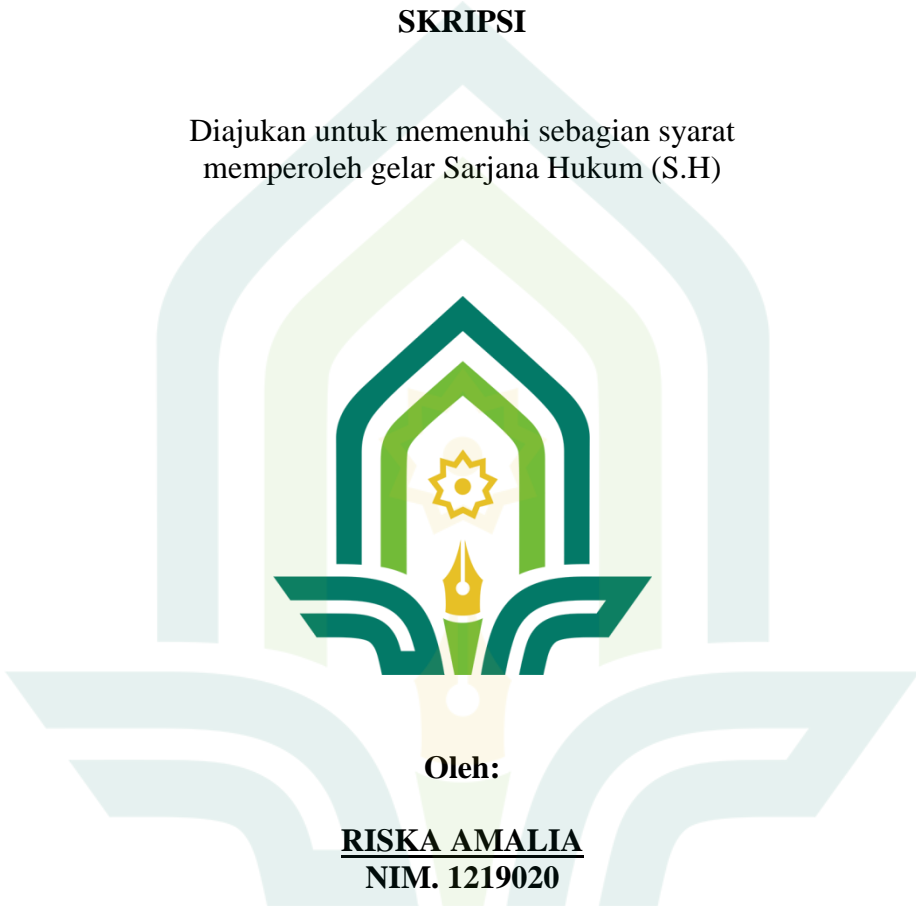 SKRIPSI
Diajukan untuk memenuhi sebagian syarat
memperoleh gelar Sarjana Hukum (S.H)
Oleh:
RISKA AMALIA
NIM. 1219020